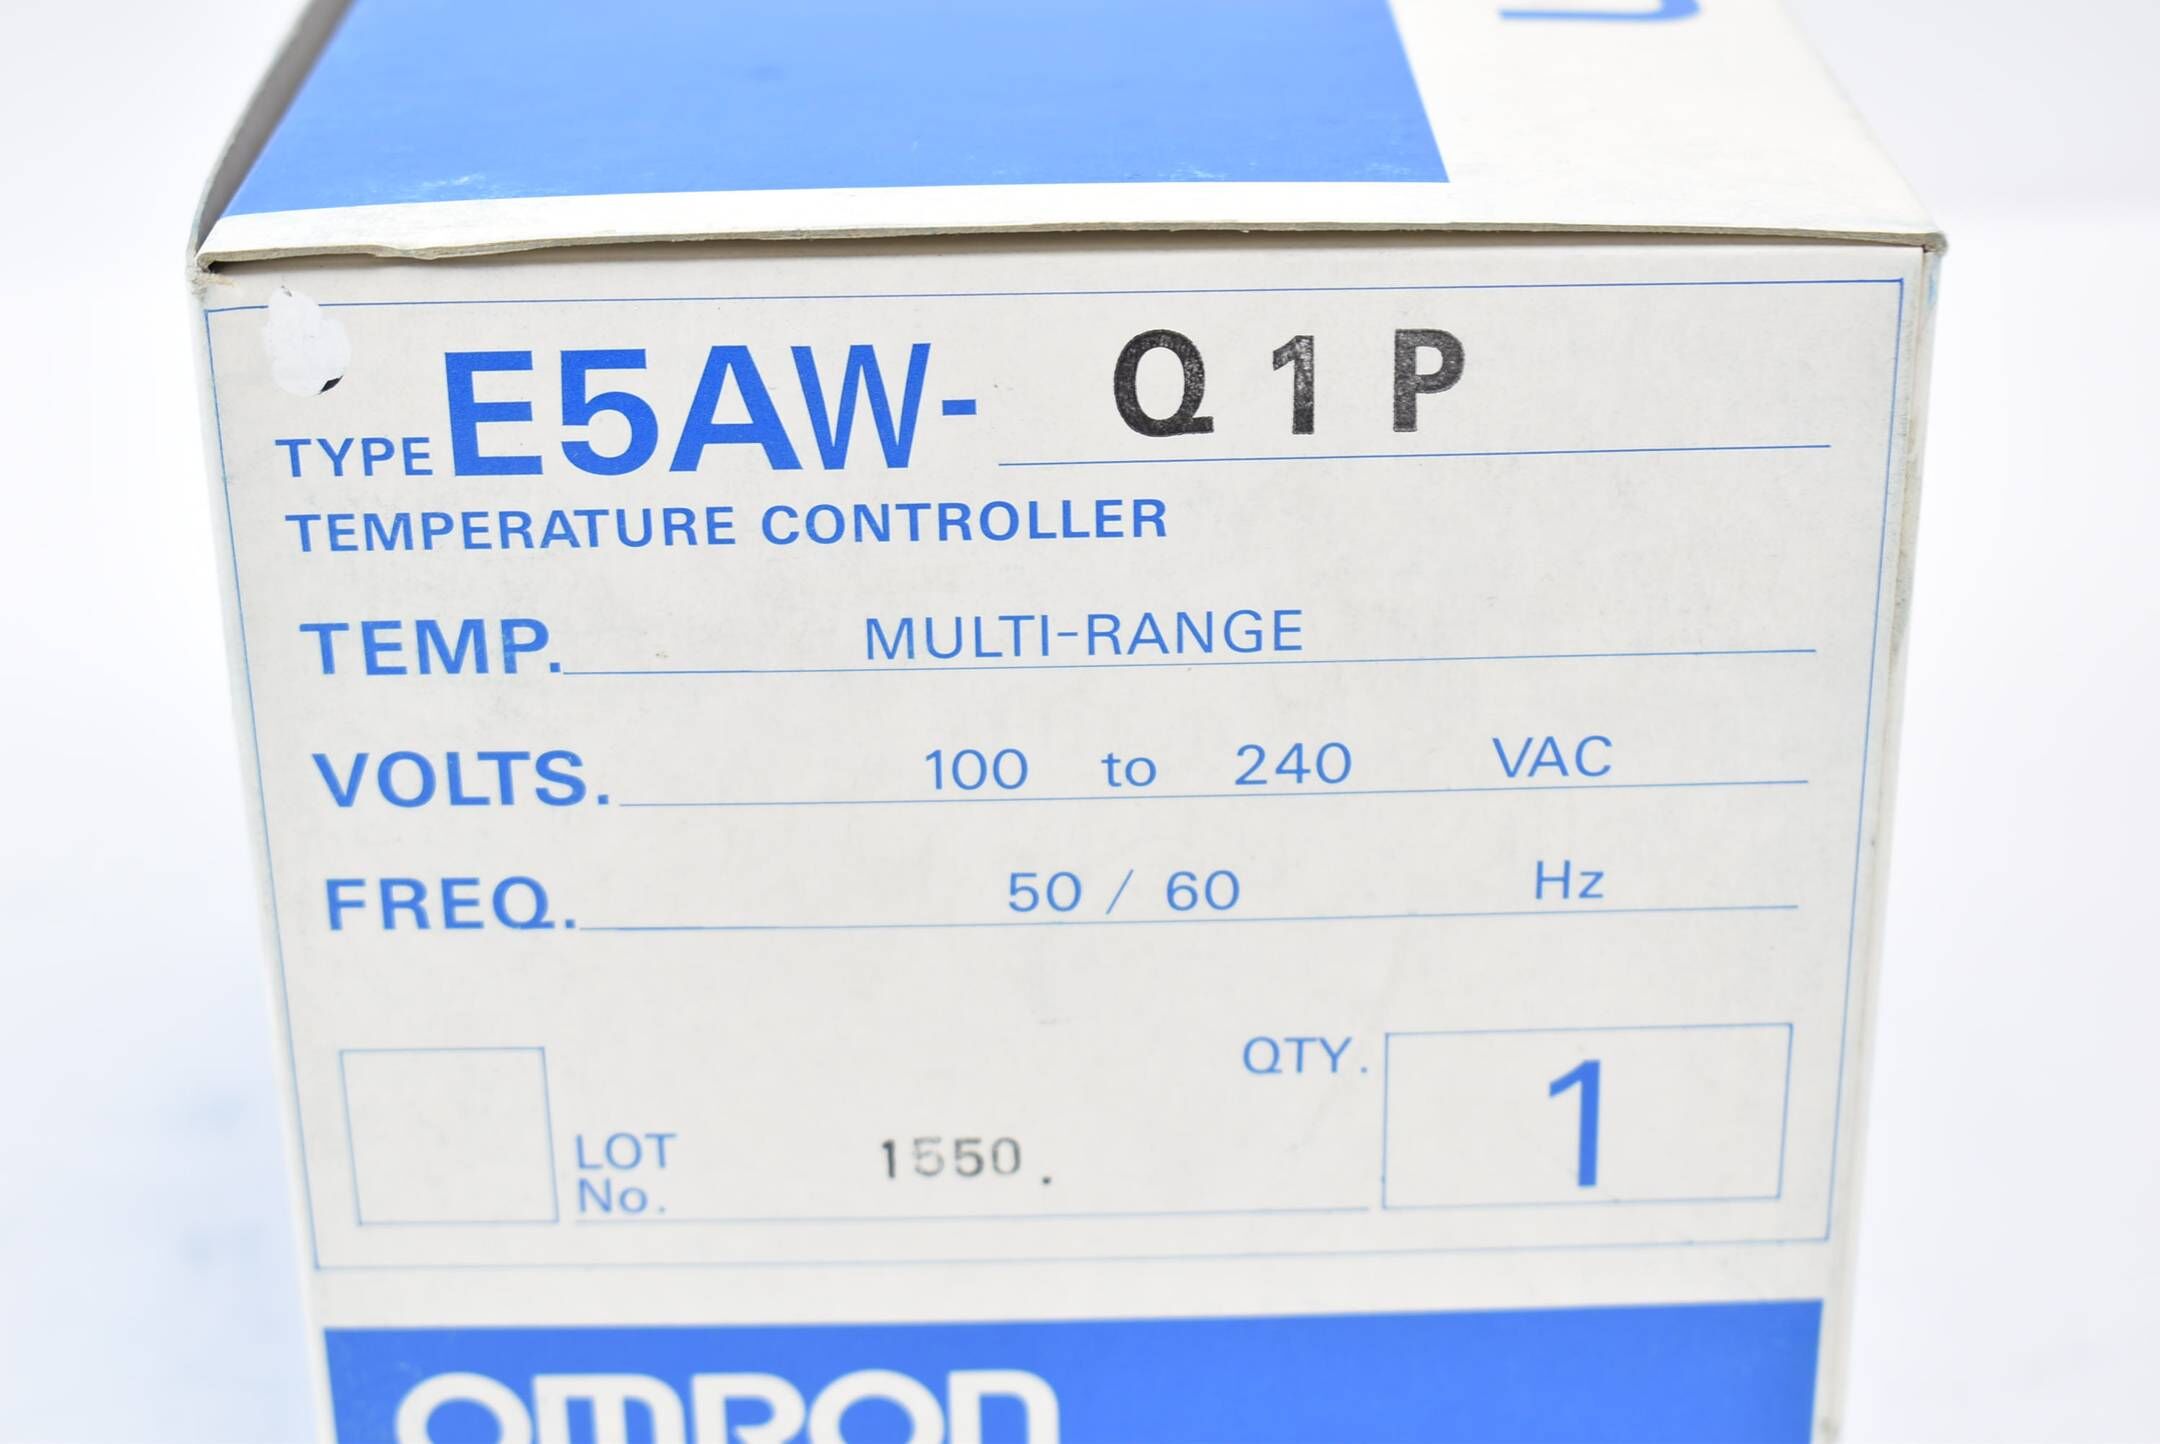 TYPE E5AW- Q1P
TEMPERATURE CONTROLLER
TEMP. MULTI-RANGE
VOLTS. 100 to 240 VAC
FREQ. 50 / 60 Hz
QTY. 1
LOT No. 1550.
OMRON